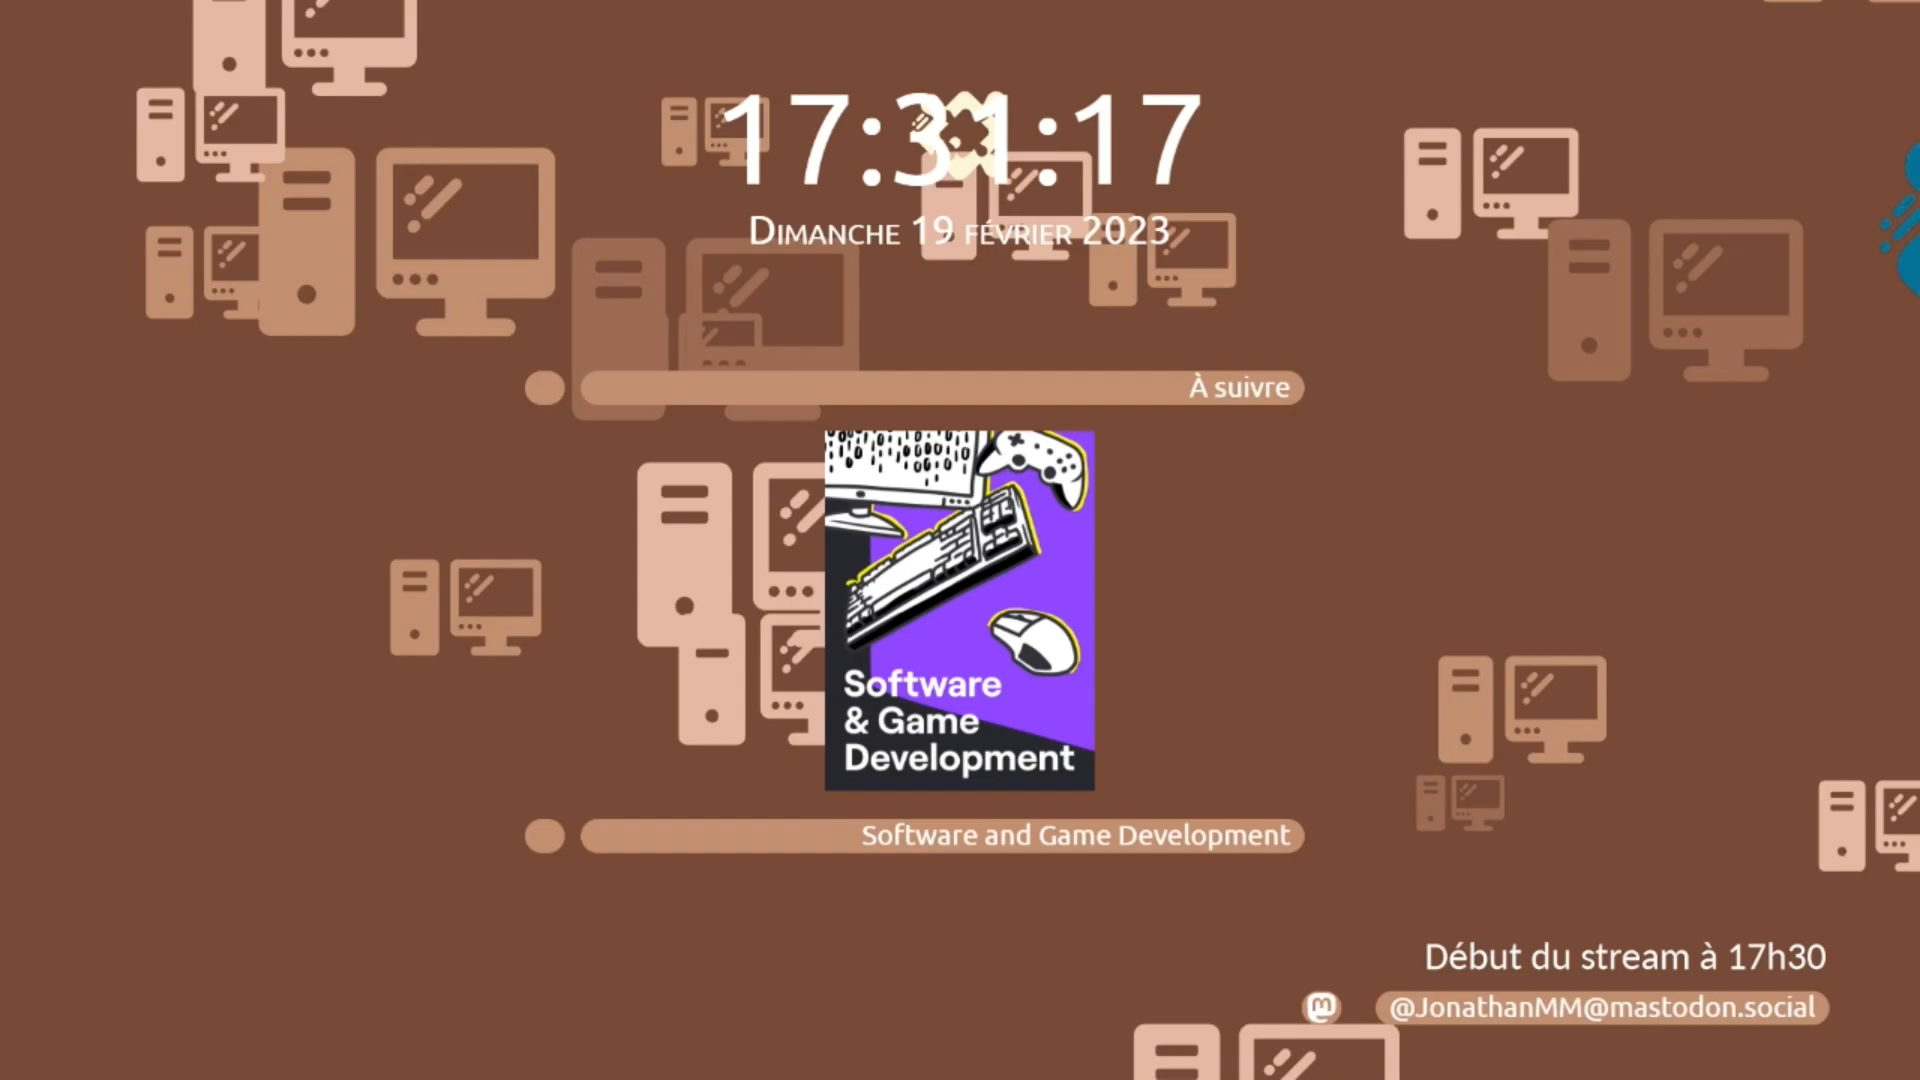 17:31:17
Dimanche 19 février 2023
À suivre
Software
& Game
Development
Software and Game Development
Début du stream à 17h30
@JonathanMM@mastodon.social